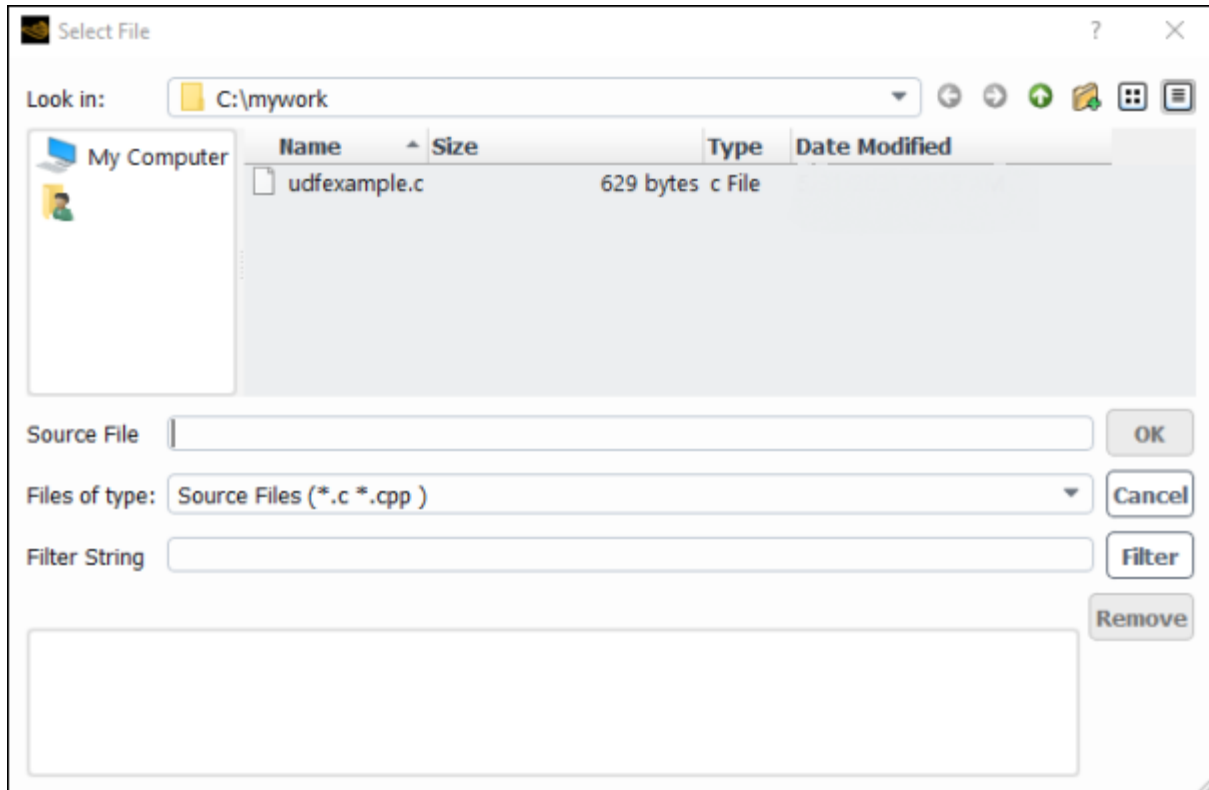 Select File
?
Look in: C:\mywork
My Computer
Name Size Type Date Modified
udfexample.c 629 bytes c File
Source File OK
Files of type: Source Files (*.c *.cpp ) Cancel
Filter String Filter
Remove